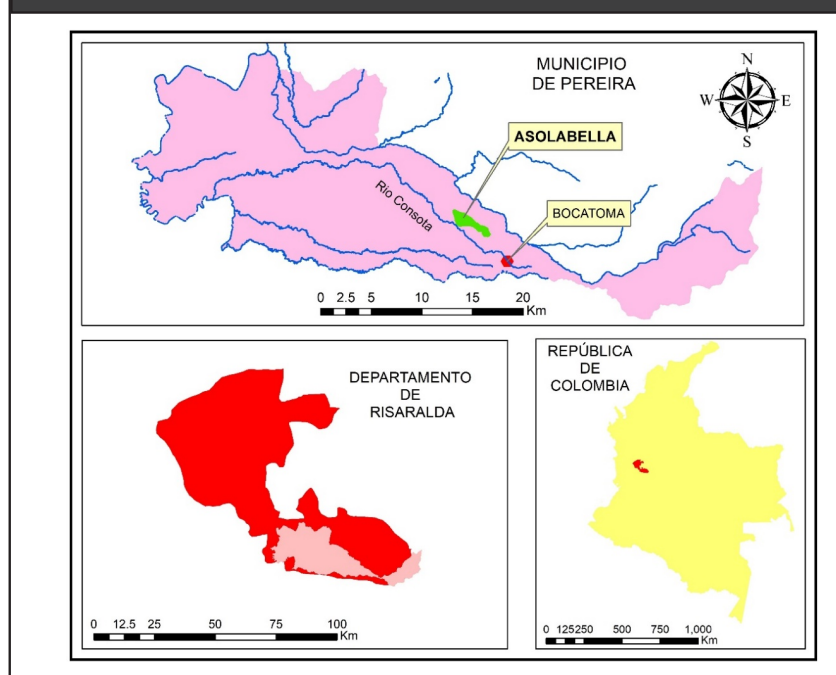 MUNICIPIO
DE PEREIRA
N
W
E
S
ASOLABELLA
BOCATOMA
Rio Consota
0 2.5 5 10 15 20
Km
DEPARTAMENTO
DE
RISARALDA
0 12.5 25 50 75 100
Km
REPÚBLICA
DE
COLOMBIA
0 125250 500 750 1,000
Km